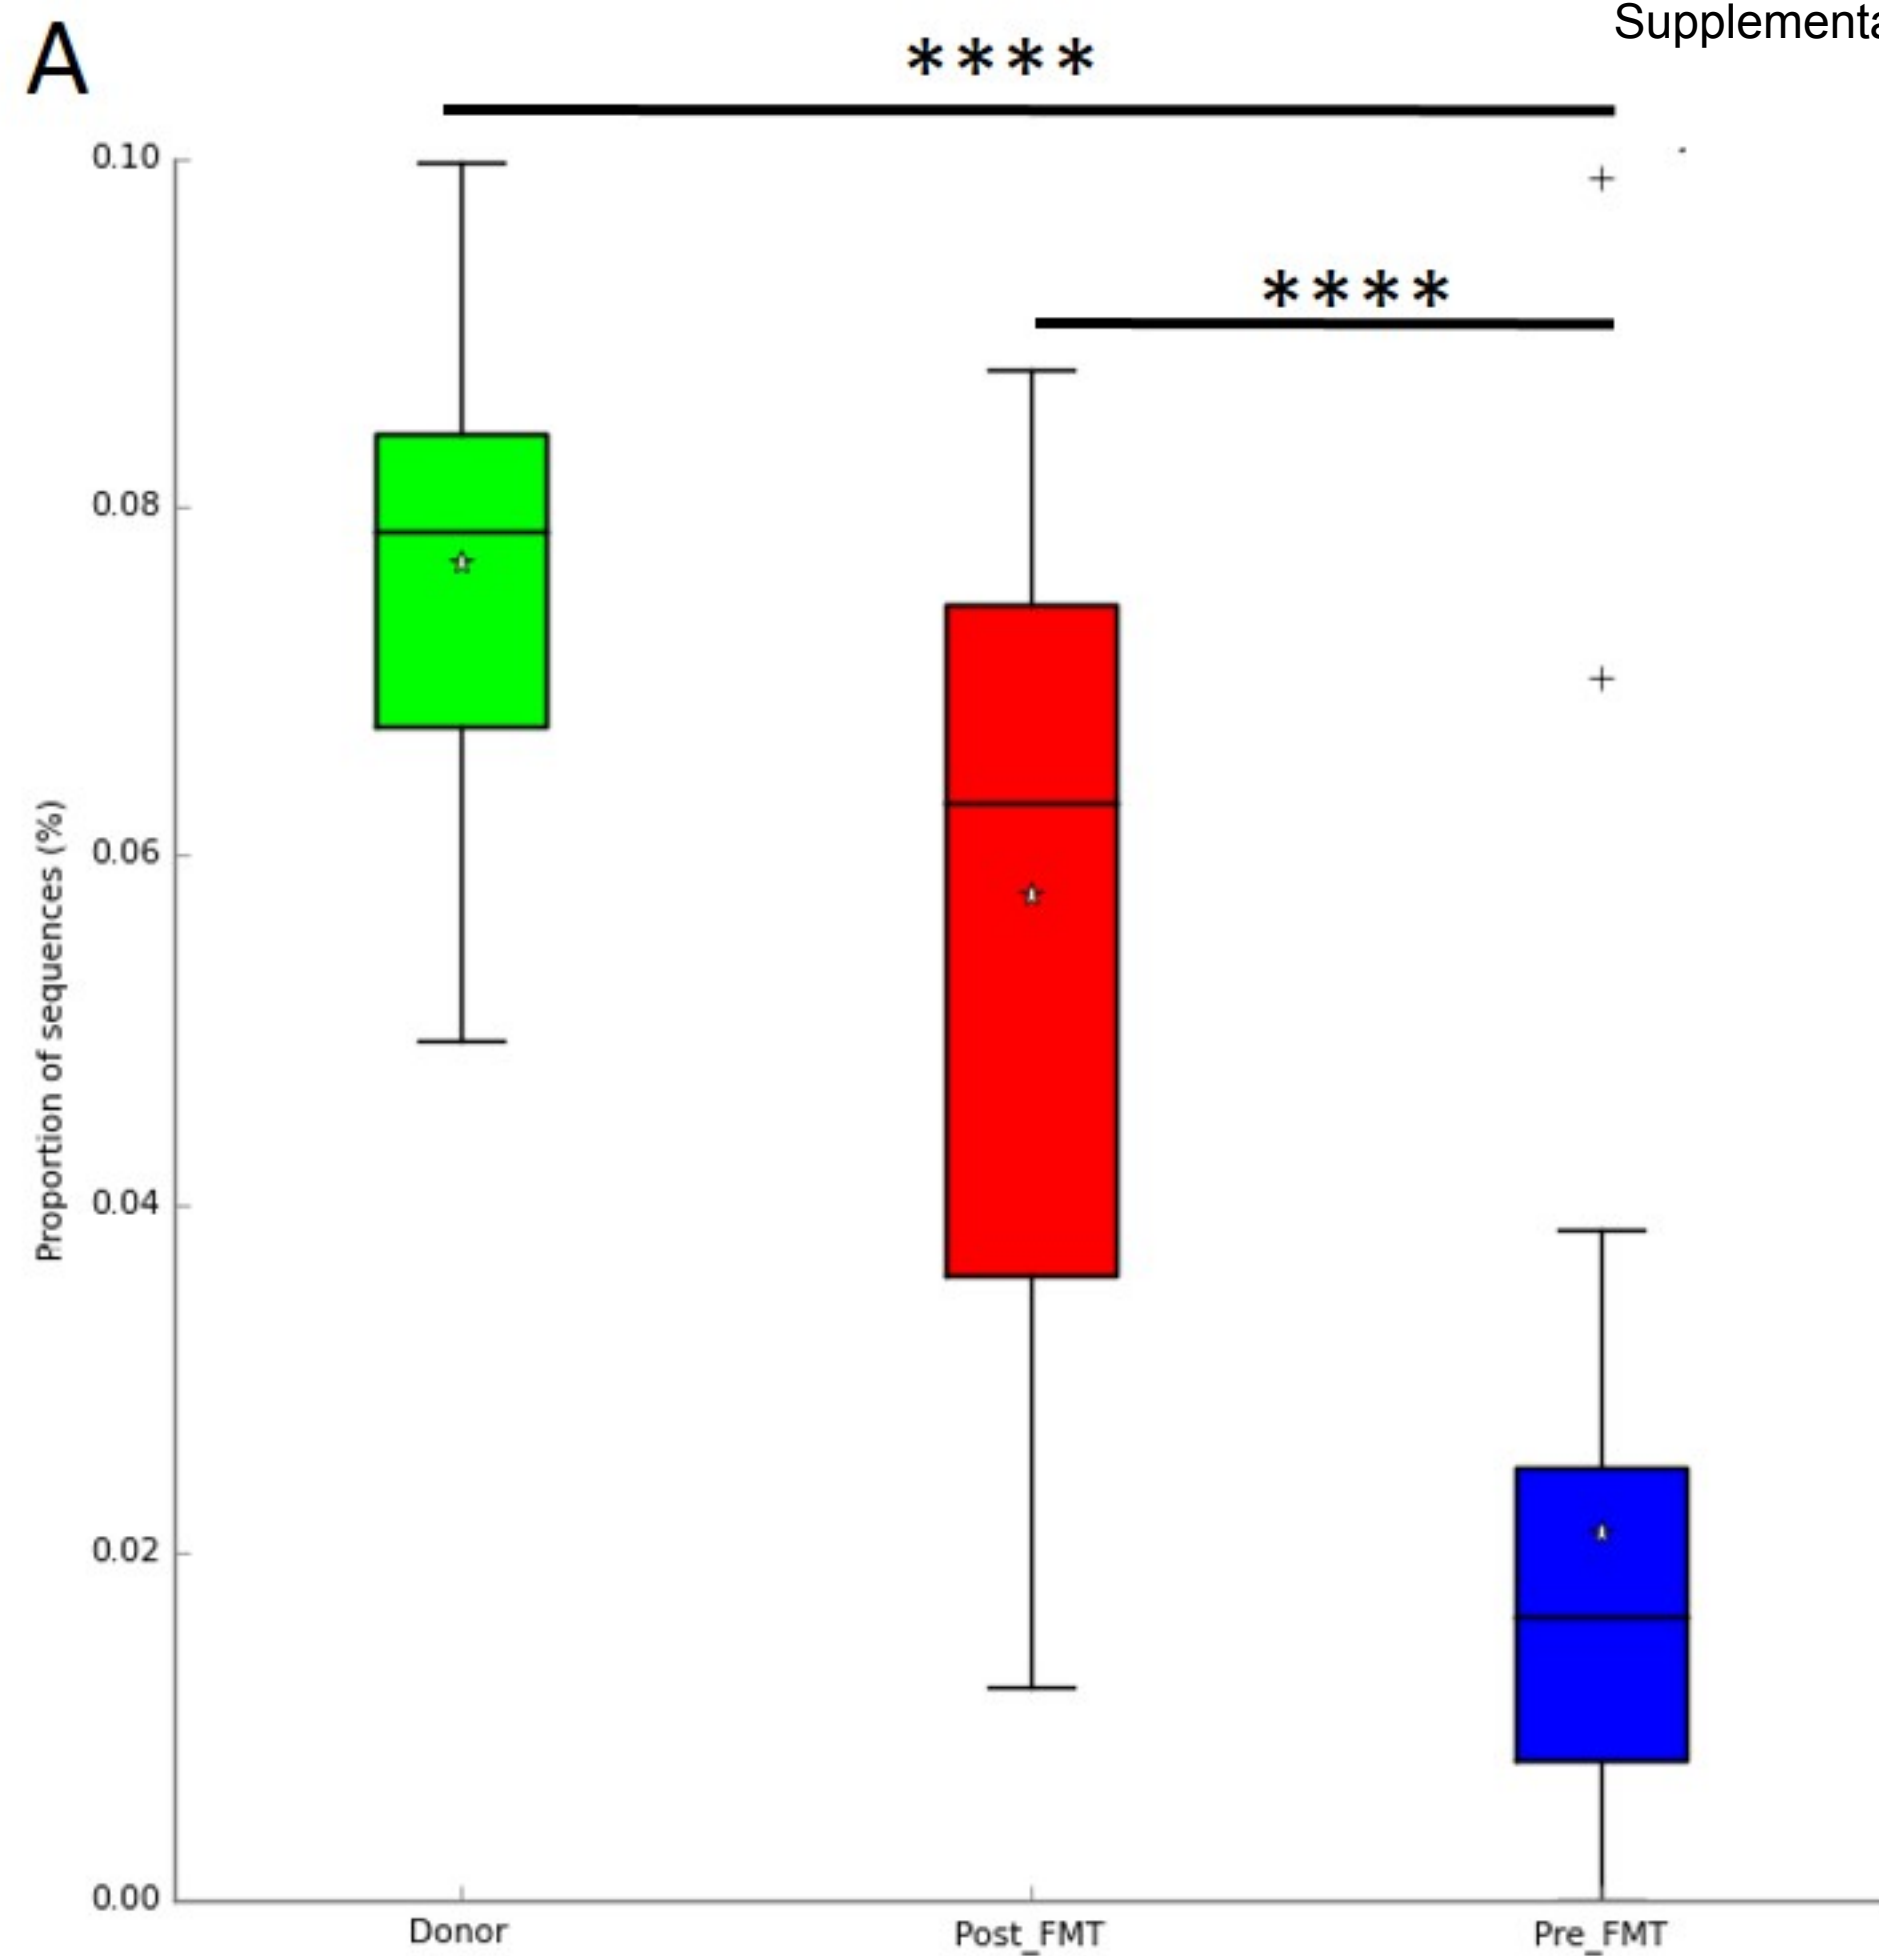 Supplementa
A
****
0.10
****
0.08
0.06
0.04
0.02
0.00
Proportion of sequences (%)
Donor
Post_FMT
Pre_FMT